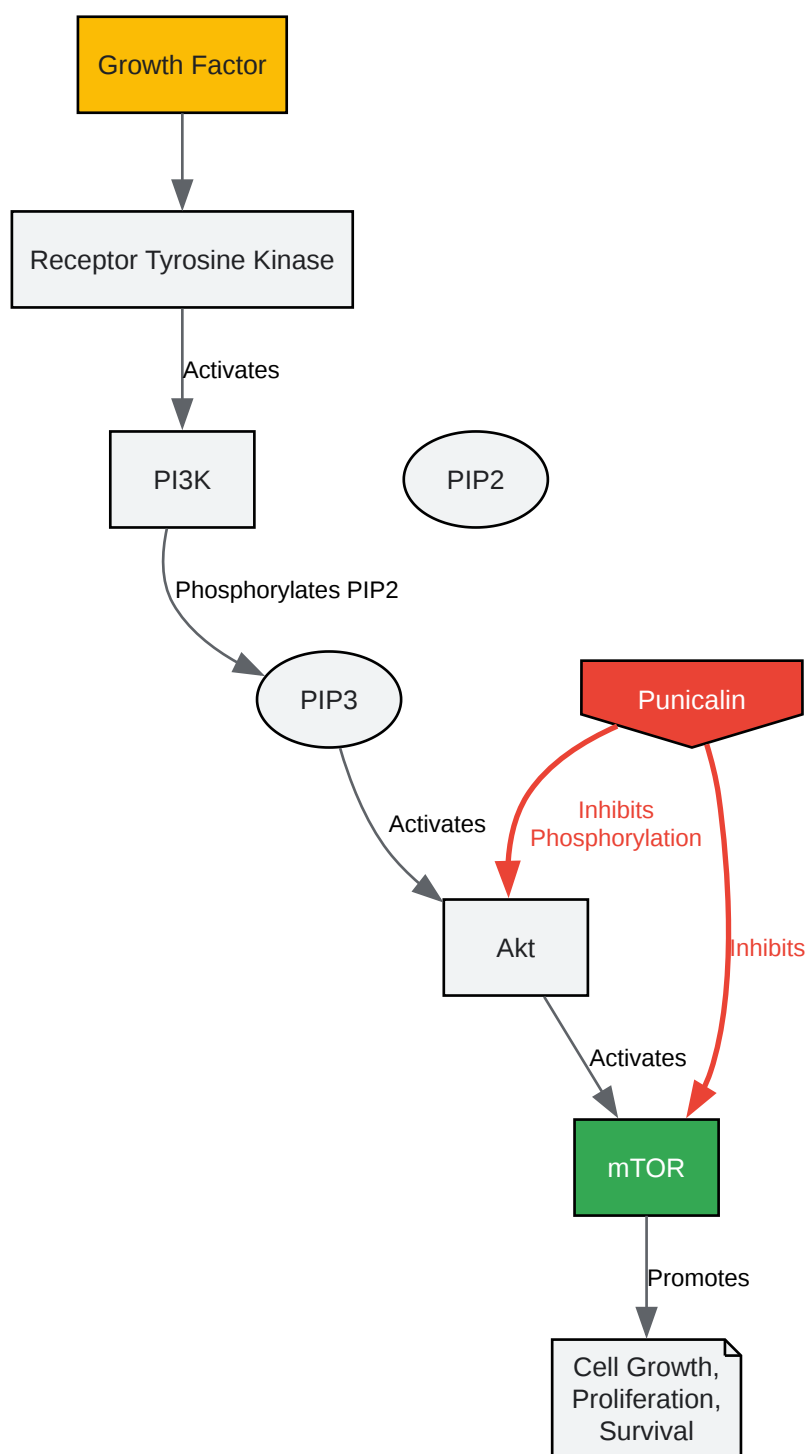 Growth Factor
Receptor Tyrosine Kinase
Activates
PI3K
PIP2
Phosphorylates PIP2
PIP3
Punicalin
Activates
Inhibits
Phosphorylation
Akt
Inhibits
Activates
mTOR
Promotes
Cell Growth,
Proliferation,
Survival